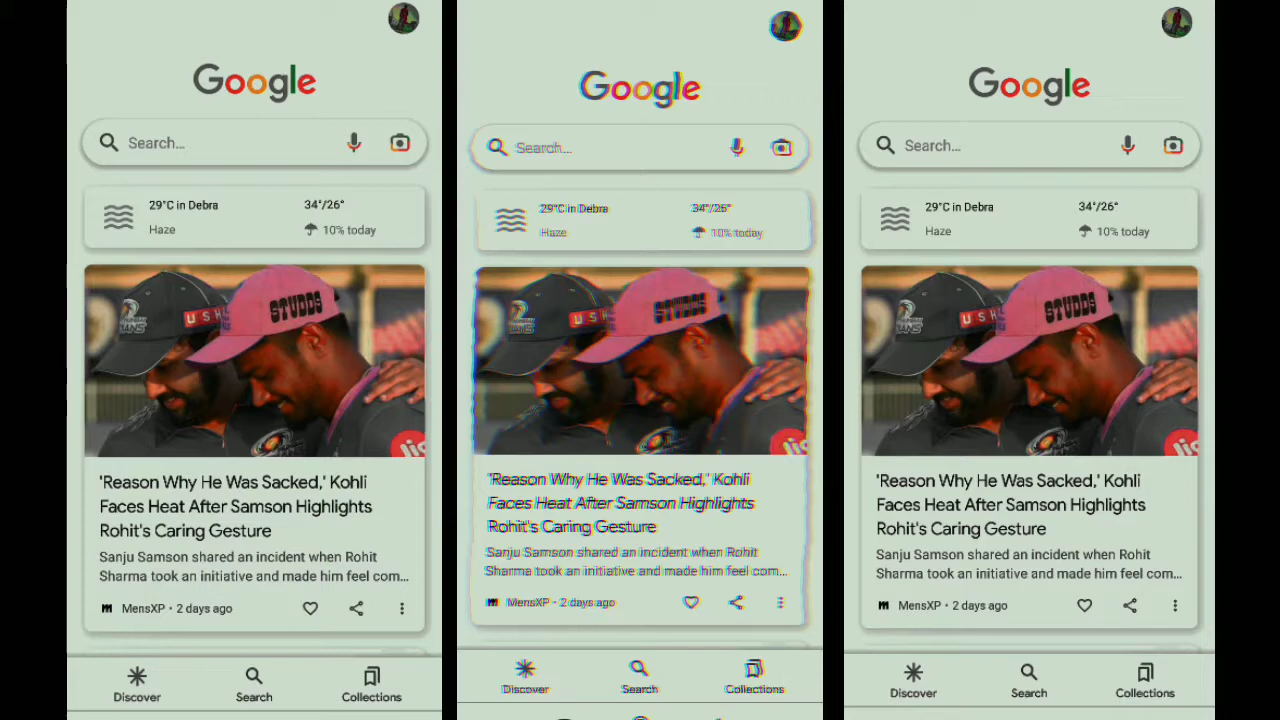 Google
Search...
29°C in Debra
34°/26°
Haze
10% today
STUDDS
USH
'Reason Why He Was Sacked,' Kohli
Faces Heat After Samson Highlights
Rohit's Caring Gesture
Sanju Samson shared an incident when Rohit
Sharma took an initiative and made him feel com...
MensXP · 2 days ago
Discover
Search
Collections
Google
Search...
29°C in Debra
34°/26°
Haze
10% today
STUDDS
USH
'Reason Why He Was Sacked,' Kohli
Faces Heat After Samson Highlights
Rohit's Caring Gesture
Sanju Samson shared an incident when Rohit
Sharma took an initiative and made him feel com...
MensXP · 2 days ago
Discover
Search
Collections
Google
Search...
29°C in Debra
34°/26°
Haze
10% today
STUDDS
USH
'Reason Why He Was Sacked,' Kohli
Faces Heat After Samson Highlights
Rohit's Caring Gesture
Sanju Samson shared an incident when Rohit
Sharma took an initiative and made him feel com...
MensXP · 2 days ago
Discover
Search
Collections